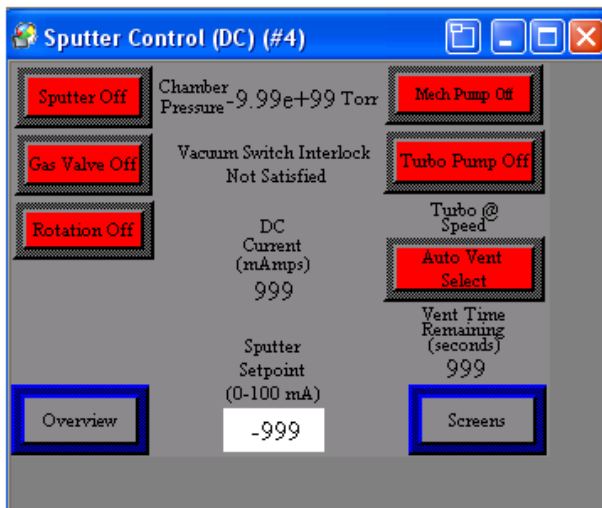 Sputter Control (DC) (#4)
Sputter Off
Chamber
Pressure -9.99e+99 Torr
Mech Pump Off
Gas Valve Off
Vacuum Switch Interlock
Not Satisfied
Turbo Pump Off
Rotation Off
DC
Current
(mAmps)
999
Turbo @
Speed
Auto Vent
Select
Vent Time
Remaining
(seconds)
999
Sputter
Setpoint
(0-100 mA)
-999
Overview
Screens